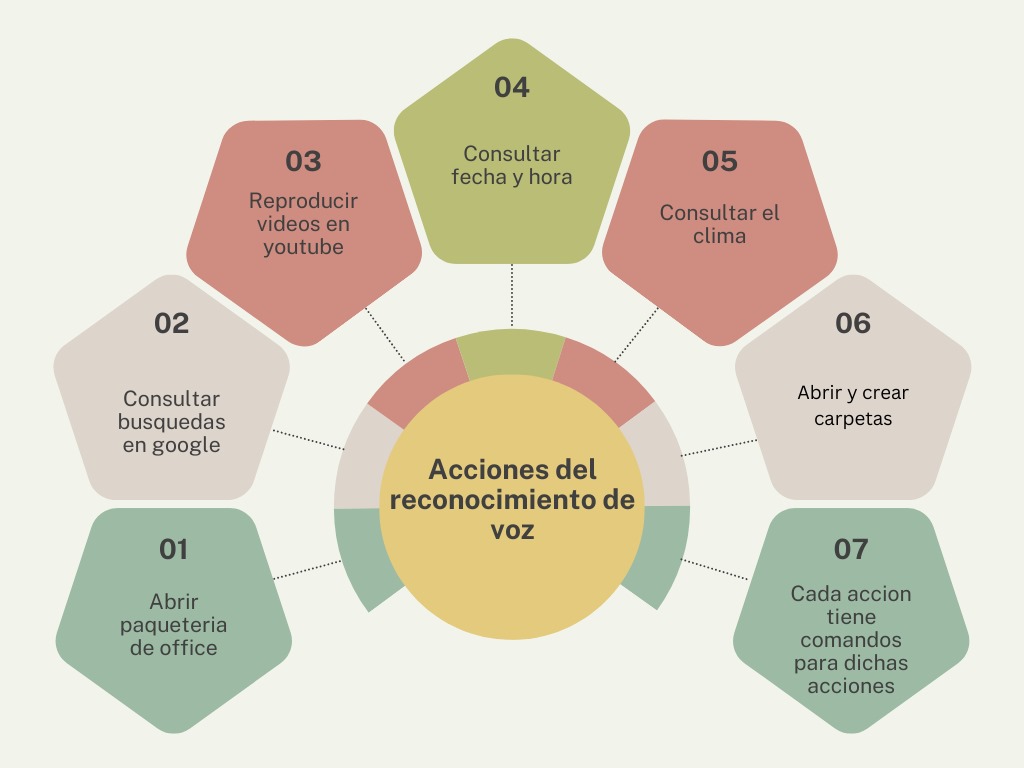 04
Consultar
fecha y hora
03
Reproducir
videos en
youtube
05
Consultar el
clima
02
Consultar
busquedas
en google
06
Abrir y crear
carpetas
Acciones del
reconocimiento de
voz
01
Abrir
paqueteria
de office
07
Cada accion
tiene
comandos
para dichas
acciones